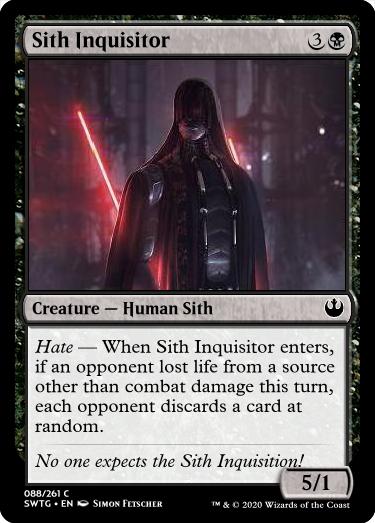 Sith Inquisitor 3
Creature — Human Sith
Hate — When Sith Inquisitor enters,
if an opponent lost life from a source
other than combat damage this turn,
each opponent discards a card at
random.
No one expects the Sith Inquisition!
5/1
088/261 C
SWTG • EN Simon Fetscher ™ & © 2020 Wizards of the Coast